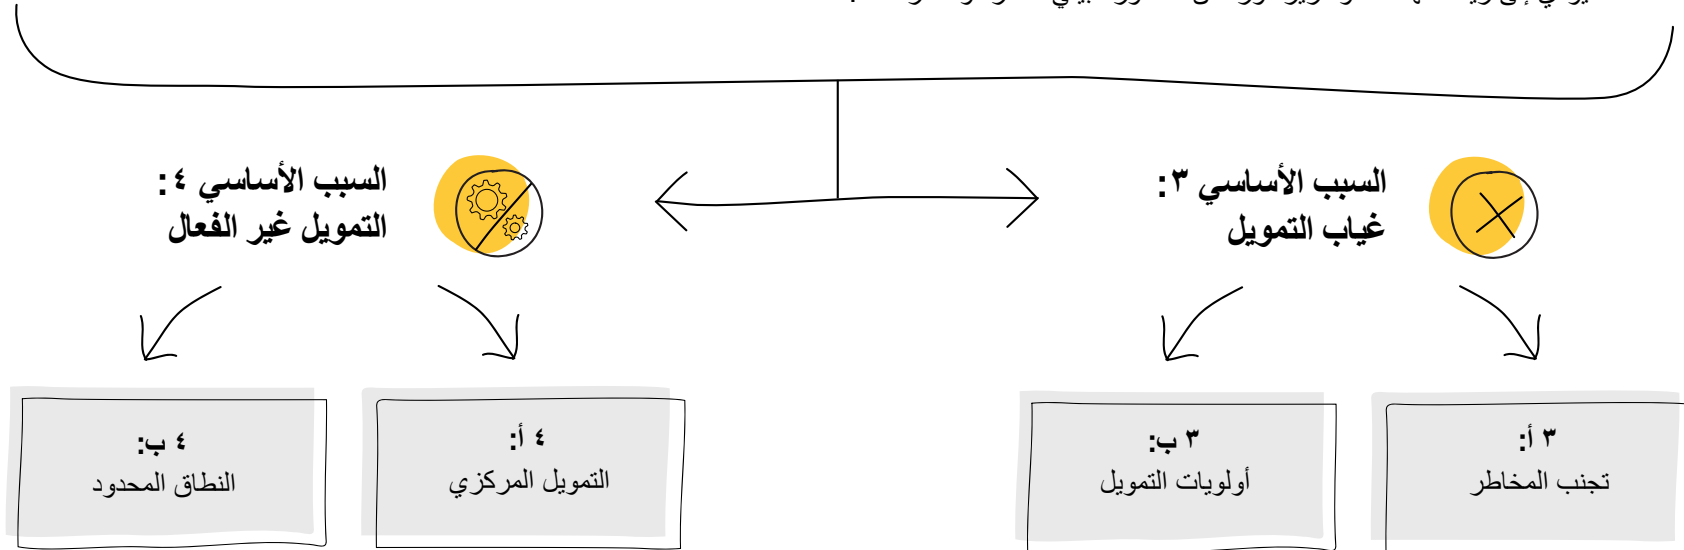 السبب الأساسي ٣:
غياب التمويل
السبب الأساسي ٤:
التمويل غير الفعال
٣ أ:
تجنب المخاطر
٣ ب:
أولويات التمويل
٤ أ:
التمويل المركزي
٤ ب:
النطاق المحدود